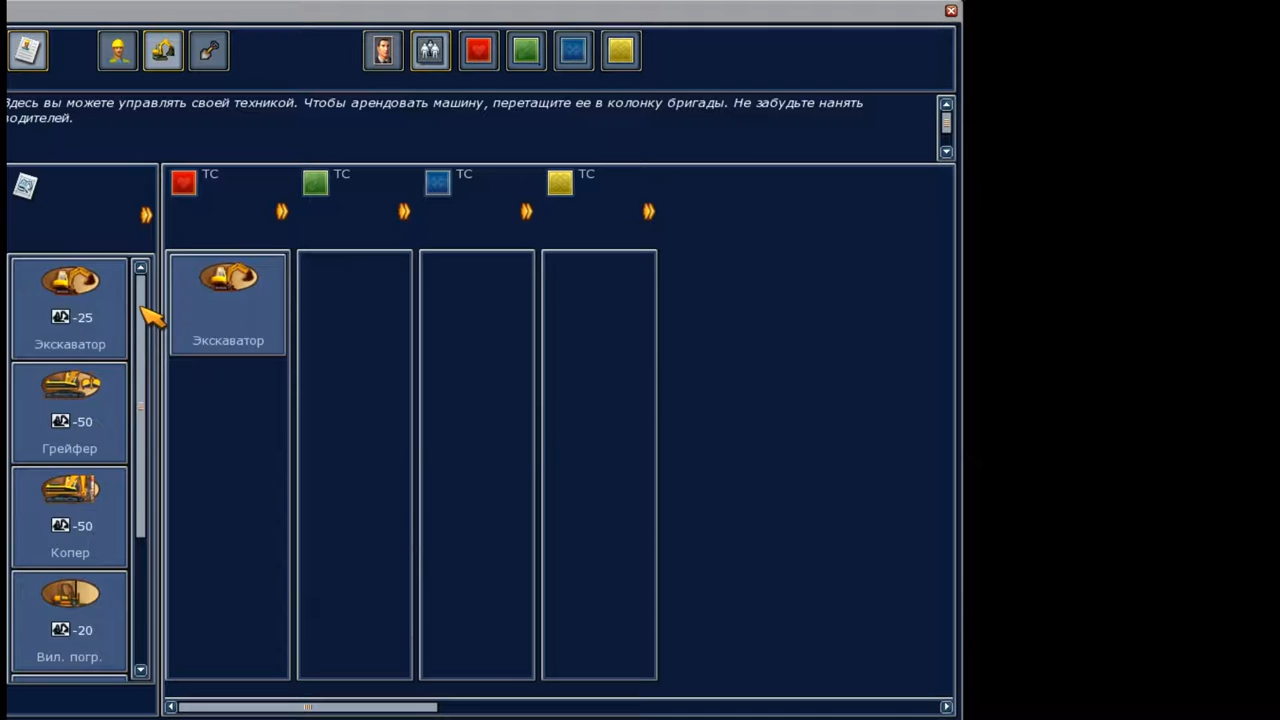 Здесь вы можете управлять своей техникой. Чтобы арендовать машину, перетащите ее в колонку бригады. Не забудьте нанять
водителей.
ТС ТС ТС ТС
-25
Экскаватор
Экскаватор
-50
Грейфер
-50
Копер
-20
Вил. погр.